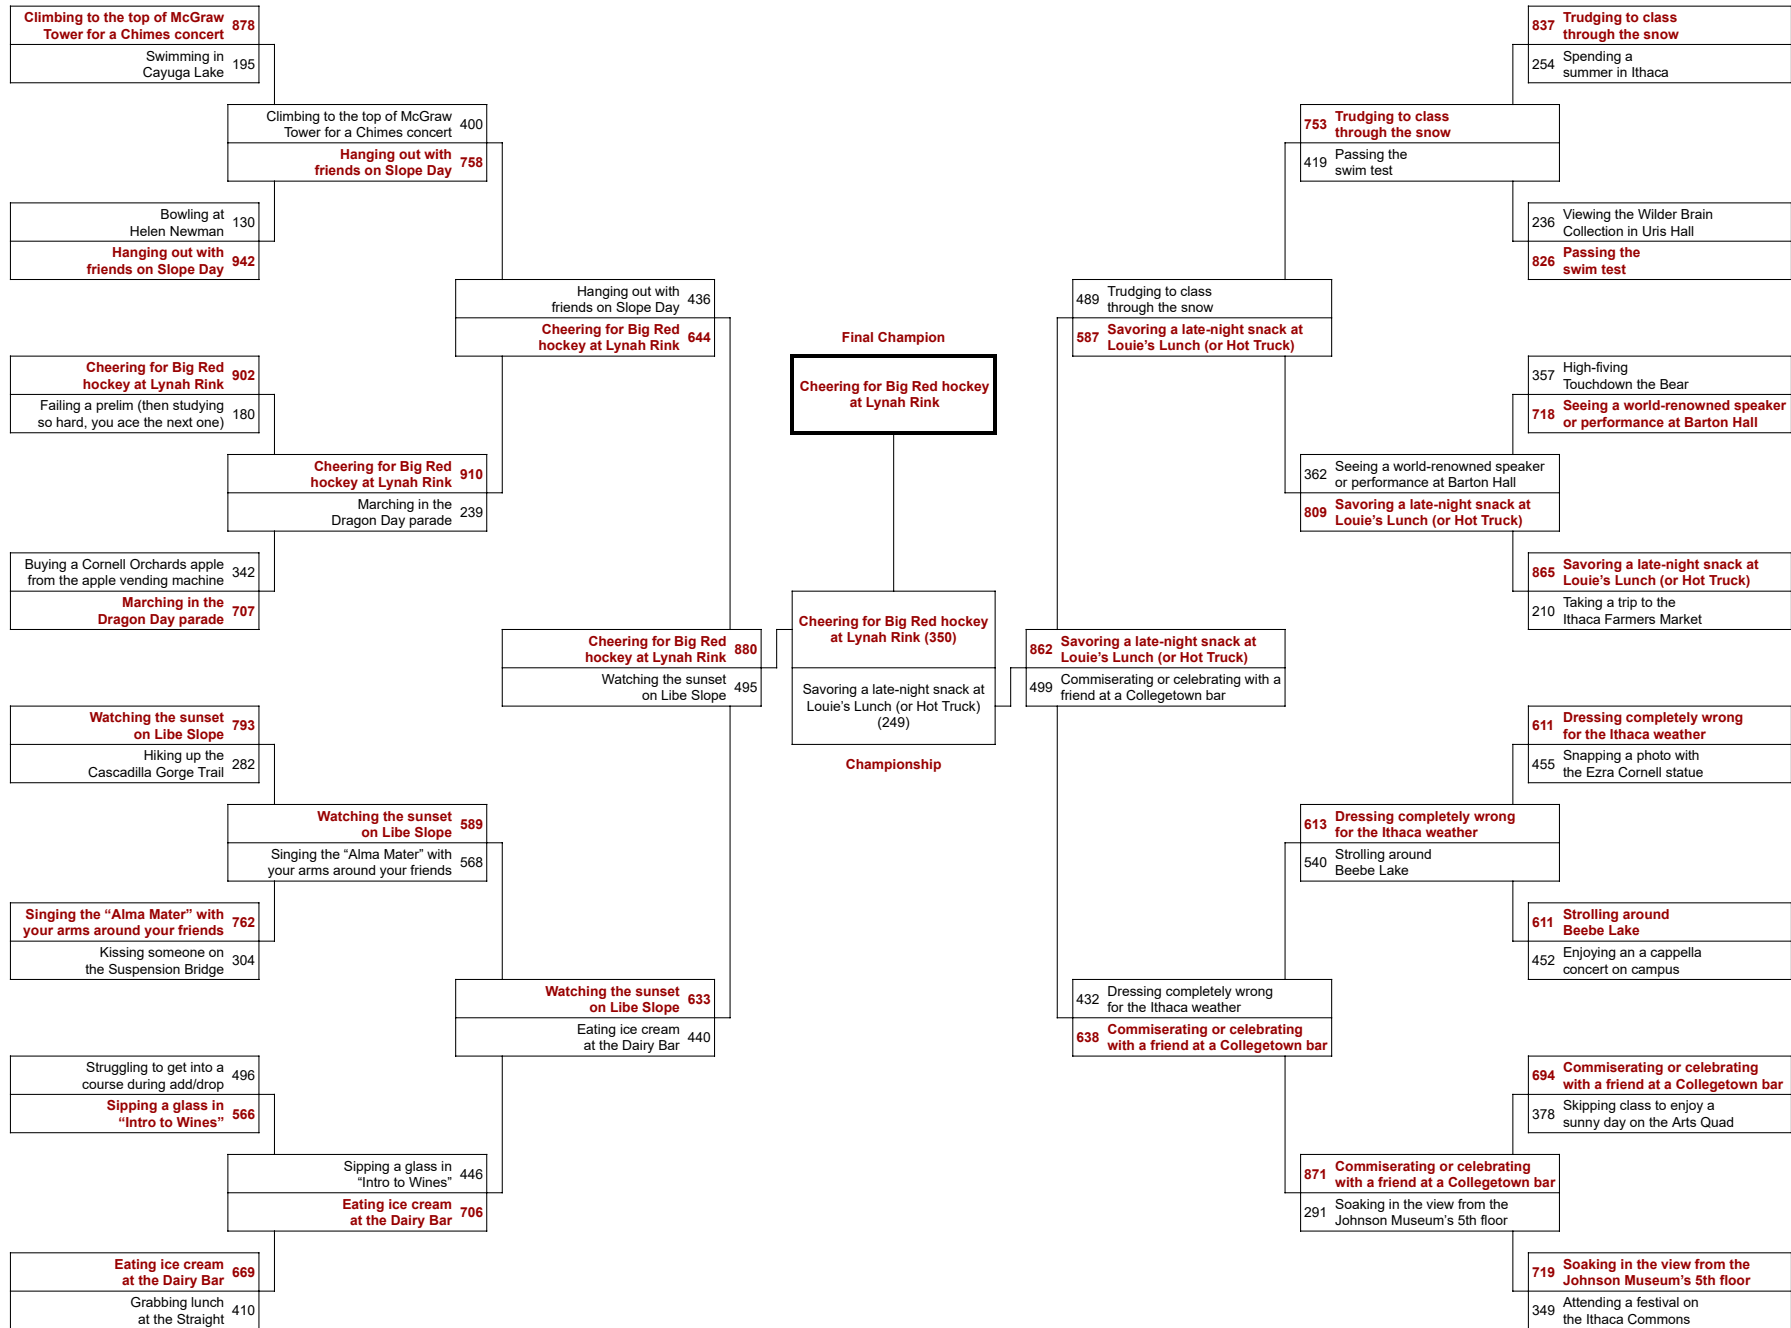 Climbing to the top of McGraw
Tower for a Chimes concert 878
Swimming in
Cayuga Lake 195
Climbing to the top of McGraw
Tower for a Chimes concert 400
Hanging out with
friends on Slope Day 758
Bowling at
Helen Newman 130
Hanging out with
friends on Slope Day 942
Hanging out with
friends on Slope Day 436
Cheering for Big Red
hockey at Lynah Rink 644
Cheering for Big Red
hockey at Lynah Rink 902
Failing a prelim (then studying
so hard, you ace the next one) 180
Cheering for Big Red
hockey at Lynah Rink 910
Marching in the
Dragon Day parade 239
Buying a Cornell Orchards apple
from the apple vending machine 342
Marching in the
Dragon Day parade 707
Cheering for Big Red
hockey at Lynah Rink 880
Watching the sunset
on Libe Slope 495
Watching the sunset
on Libe Slope 793
Hiking up the
Cascadilla Gorge Trail 282
Watching the sunset
on Libe Slope 589
Singing the “Alma Mater” with
your arms around your friends 568
Singing the “Alma Mater” with
your arms around your friends 762
Kissing someone on
the Suspension Bridge 304
Watching the sunset
on Libe Slope 633
Eating ice cream
at the Dairy Bar 440
Struggling to get into a
course during add/drop 496
Sipping a glass in
“Intro to Wines” 566
Sipping a glass in
“Intro to Wines” 446
Eating ice cream
at the Dairy Bar 706
Eating ice cream
at the Dairy Bar 669
Grabbing lunch
at the Straight 410
Final Champion
Cheering for Big Red hockey
at Lynah Rink
Cheering for Big Red hockey
at Lynah Rink (350)
Savoring a late-night snack at
Louie’s Lunch (or Hot Truck)
(249)
Championship
837 Trudging to class
through the snow
254 Spending a
summer in Ithaca
753 Trudging to class
through the snow
419 Passing the
swim test
236 Viewing the Wilder Brain
Collection in Uris Hall
826 Passing the
swim test
489 Trudging to class
through the snow
587 Savoring a late-night snack at
Louie’s Lunch (or Hot Truck)
357 High-fiving
Touchdown the Bear
718 Seeing a world-renowned speaker
or performance at Barton Hall
362 Seeing a world-renowned speaker
or performance at Barton Hall
809 Savoring a late-night snack at
Louie’s Lunch (or Hot Truck)
865 Savoring a late-night snack at
Louie’s Lunch (or Hot Truck)
210 Taking a trip to the
Ithaca Farmers Market
862 Savoring a late-night snack at
Louie’s Lunch (or Hot Truck)
499 Commiserating or celebrating with a
friend at a Collegetown bar
611 Dressing completely wrong
for the Ithaca weather
455 Snapping a photo with
the Ezra Cornell statue
613 Dressing completely wrong
for the Ithaca weather
540 Strolling around
Beebe Lake
611 Strolling around
Beebe Lake
452 Enjoying an a cappella
concert on campus
432 Dressing completely wrong
for the Ithaca weather
638 Commiserating or celebrating
with a friend at a Collegetown bar
694 Commiserating or celebrating
with a friend at a Collegetown bar
378 Skipping class to enjoy a
sunny day on the Arts Quad
871 Commiserating or celebrating
with a friend at a Collegetown bar
291 Soaking in the view from the
Johnson Museum’s 5th floor
719 Soaking in the view from the
Johnson Museum’s 5th floor
349 Attending a festival on
the Ithaca Commons